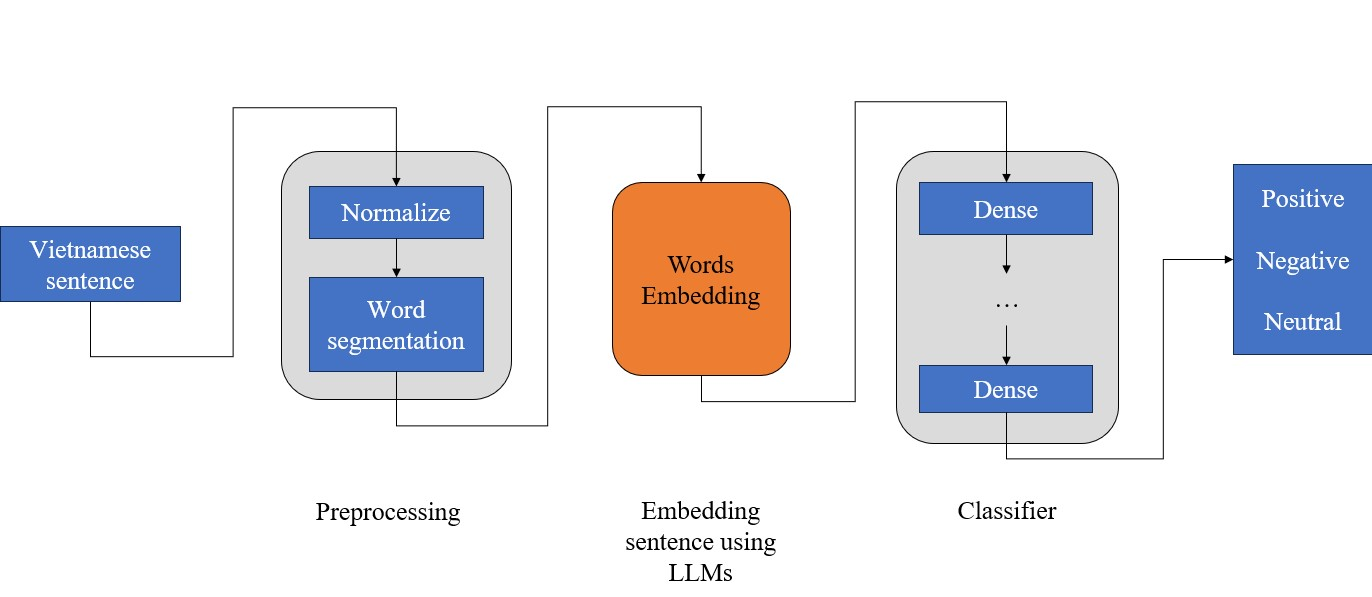 Vietnamese
sentence
Normalize
Word
segmentation
Words
Embedding
Dense
...
Dense
Positive
Negative
Neutral
Preprocessing
Embedding
sentence using
LLMs
Classifier